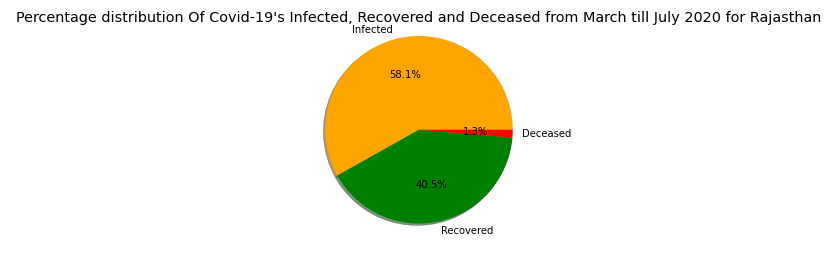 Percentage distribution Of Covid-19's Infected, Recovered and Deceased from March till July 2020 for Rajasthan
Infected
58.1%
1.3%
Deceased
40.5%
Recovered